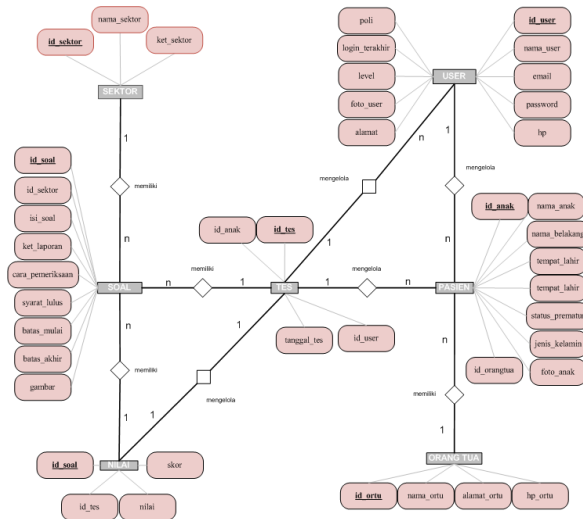 nama_sektor
id_sektor
ket_sektor
SEKTOR
1
memiliki
n
poli
login_terakhir
level
foto_user
alamat
USER
id_user
nama_user
email
password
hp
n
1
mengelola
mengelola
1
n
id_soal
id_sektor
isi_soal
ket_laporan
cara_pemeriksaan
syarat_lulus
batas_mulai
batas_akhir
gambar
SOAL
n
memiliki
1
id_anak
id_tes
TES
tanggal_tes
id_user
1
mengelola
n
id_anak
nama_anak
nama_belakang
tempat_lahir
tempat_lahir
status_prematur
jenis_kelamin
foto_anak
id_orangtua
PASIEN
n
memiliki
1
n
memiliki
1
1
mengelola
1
id_soal
NILAI
skor
id_tes
nilai
ORANG TUA
id_ortu
nama_ortu
alamat_ortu
hp_ortu